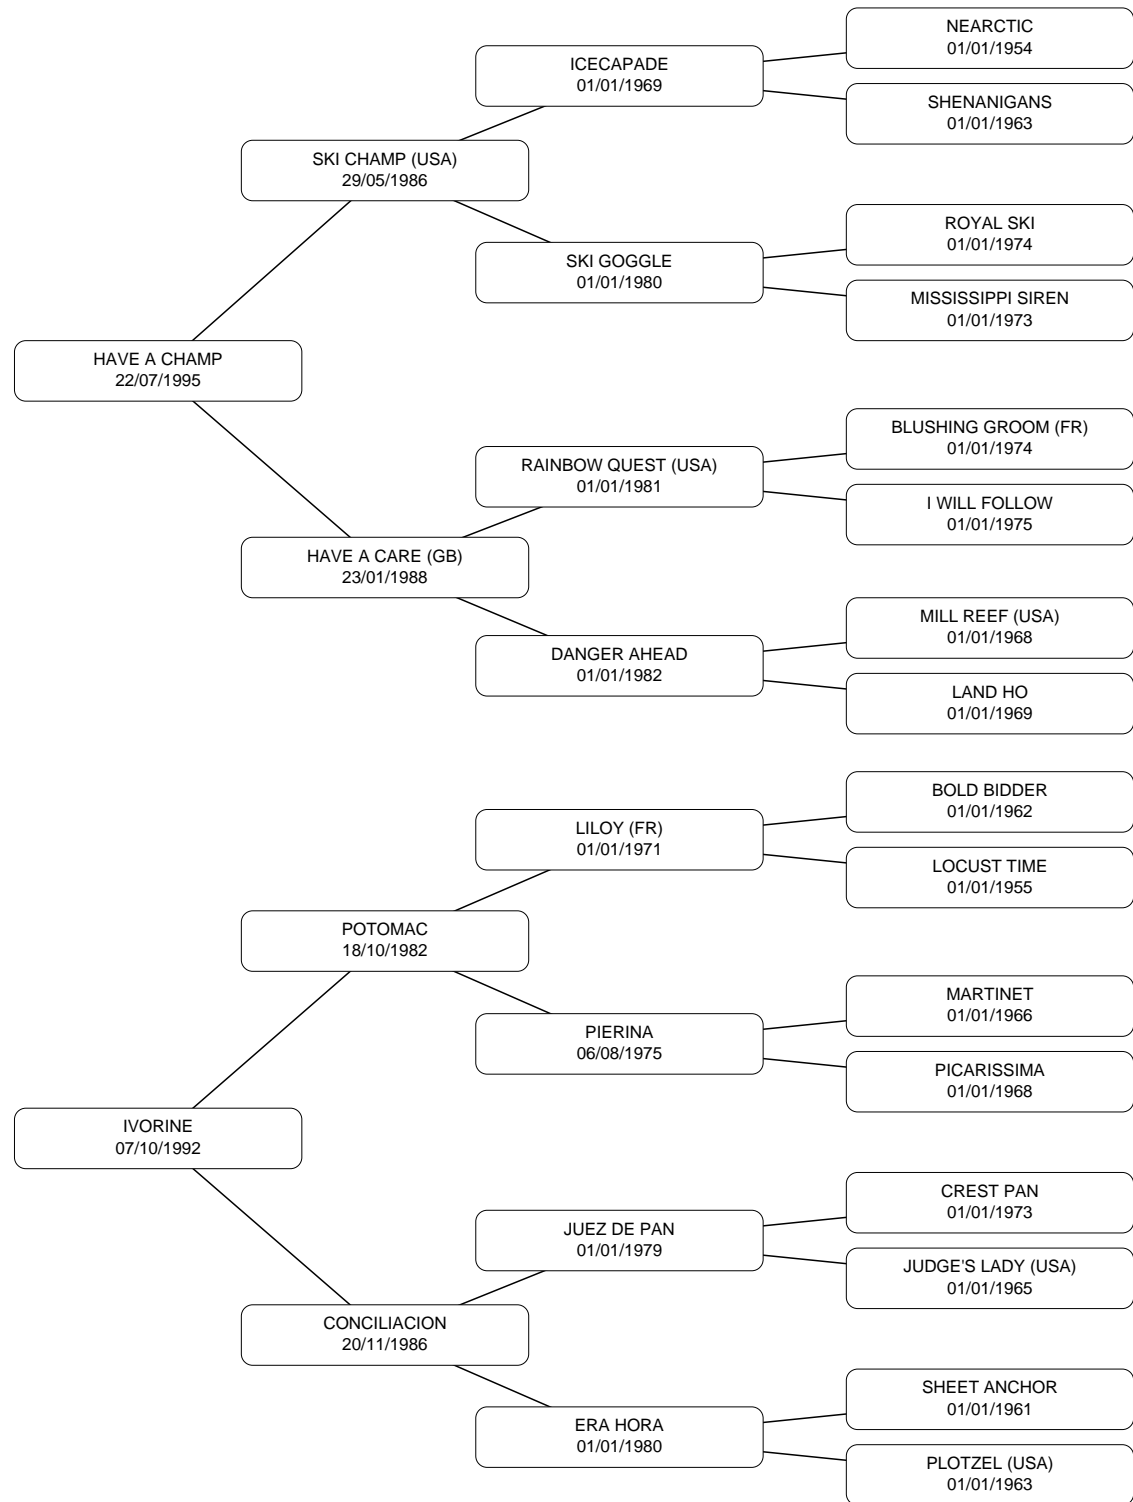 NEARCTIC
01/01/1954
ICECAPADE
01/01/1969
SHENANIGANS
01/01/1963
SKI CHAMP (USA)
29/05/1986
ROYAL SKI
01/01/1974
SKI GOGGLE
01/01/1980
MISSISSIPPI SIREN
01/01/1973
HAVE A CHAMP
22/07/1995
BLUSHING GROOM (FR)
01/01/1974
RAINBOW QUEST (USA)
01/01/1981
I WILL FOLLOW
01/01/1975
HAVE A CARE (GB)
23/01/1988
MILL REEF (USA)
01/01/1968
DANGER AHEAD
01/01/1982
LAND HO
01/01/1969
BOLD BIDDER
01/01/1962
LILOY (FR)
01/01/1971
LOCUST TIME
01/01/1955
POTOMAC
18/10/1982
MARTINET
01/01/1966
PIERINA
06/08/1975
PICARISSIMA
01/01/1968
IVORINE
07/10/1992
CREST PAN
01/01/1973
JUEZ DE PAN
01/01/1979
JUDGE'S LADY (USA)
01/01/1965
CONCILIACION
20/11/1986
SHEET ANCHOR
01/01/1961
ERA HORA
01/01/1980
PLOTZEL (USA)
01/01/1963